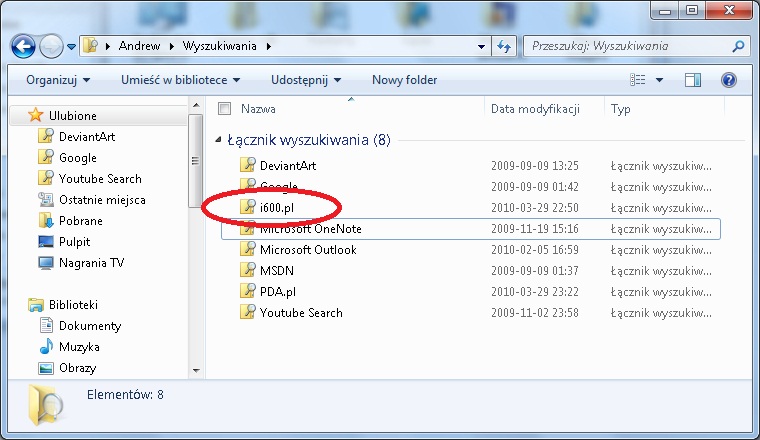 Andrew Wyszukiwania Przeszukaj: Wyszukiwania
Organizuj Umieść w bibliotece Udostępnij Nowy folder
Ulubione
DeviantArt
Google
Youtube Search
Ostatnie miejsca
Pobrane
Pulpit
Nagrania TV
Biblioteki
Dokumenty
Muzyka
Obrazy
Nazwa Data modyfikacji Typ
Łącznik wyszukiwania (8)
DeviantArt 2009-09-09 13:25 Łącznik wyszukiw...
Google 2009-09-09 01:42 Łącznik wyszukiw...
i600.pl 2010-03-29 22:50 Łącznik wyszukiw...
Microsoft OneNote 2009-11-19 15:16 Łącznik wyszukiw...
Microsoft Outlook 2010-02-05 16:59 Łącznik wyszukiw...
MSDN 2009-09-09 01:37 Łącznik wyszukiw...
PDA.pl 2010-03-29 23:22 Łącznik wyszukiw...
Youtube Search 2009-11-02 23:58 Łącznik wyszukiw...
Elementów: 8